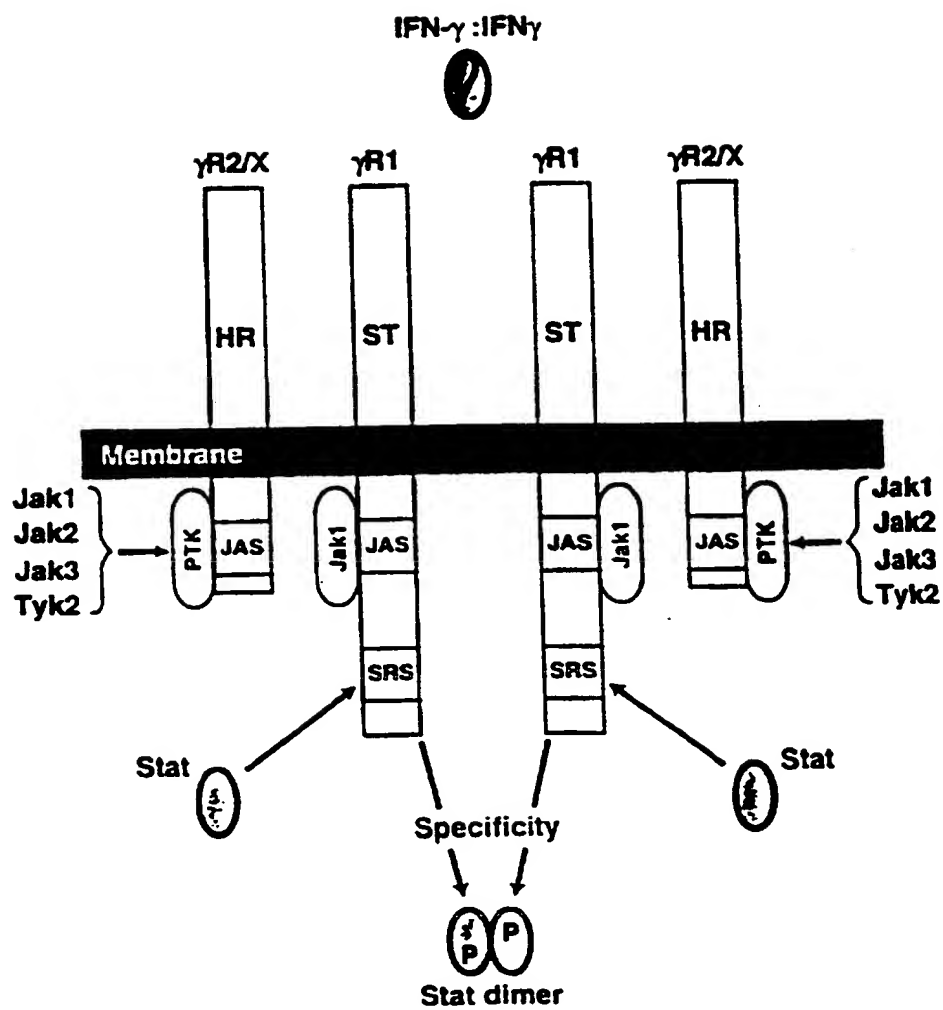 IFN-γ :IFNγ
γR2/X
γR1
γR1
γR2/X
HR
ST
ST
HR
Membrane
Jak1
Jak2
Jak3
Tyk2
PTK
JAS
Jak1
JAS
JAS
Jak1
JAS
PTK
Jak1
Jak2
Jak3
Tyk2
SRS
SRS
Stat
Stat
Specificity
P
P
Stat dimer